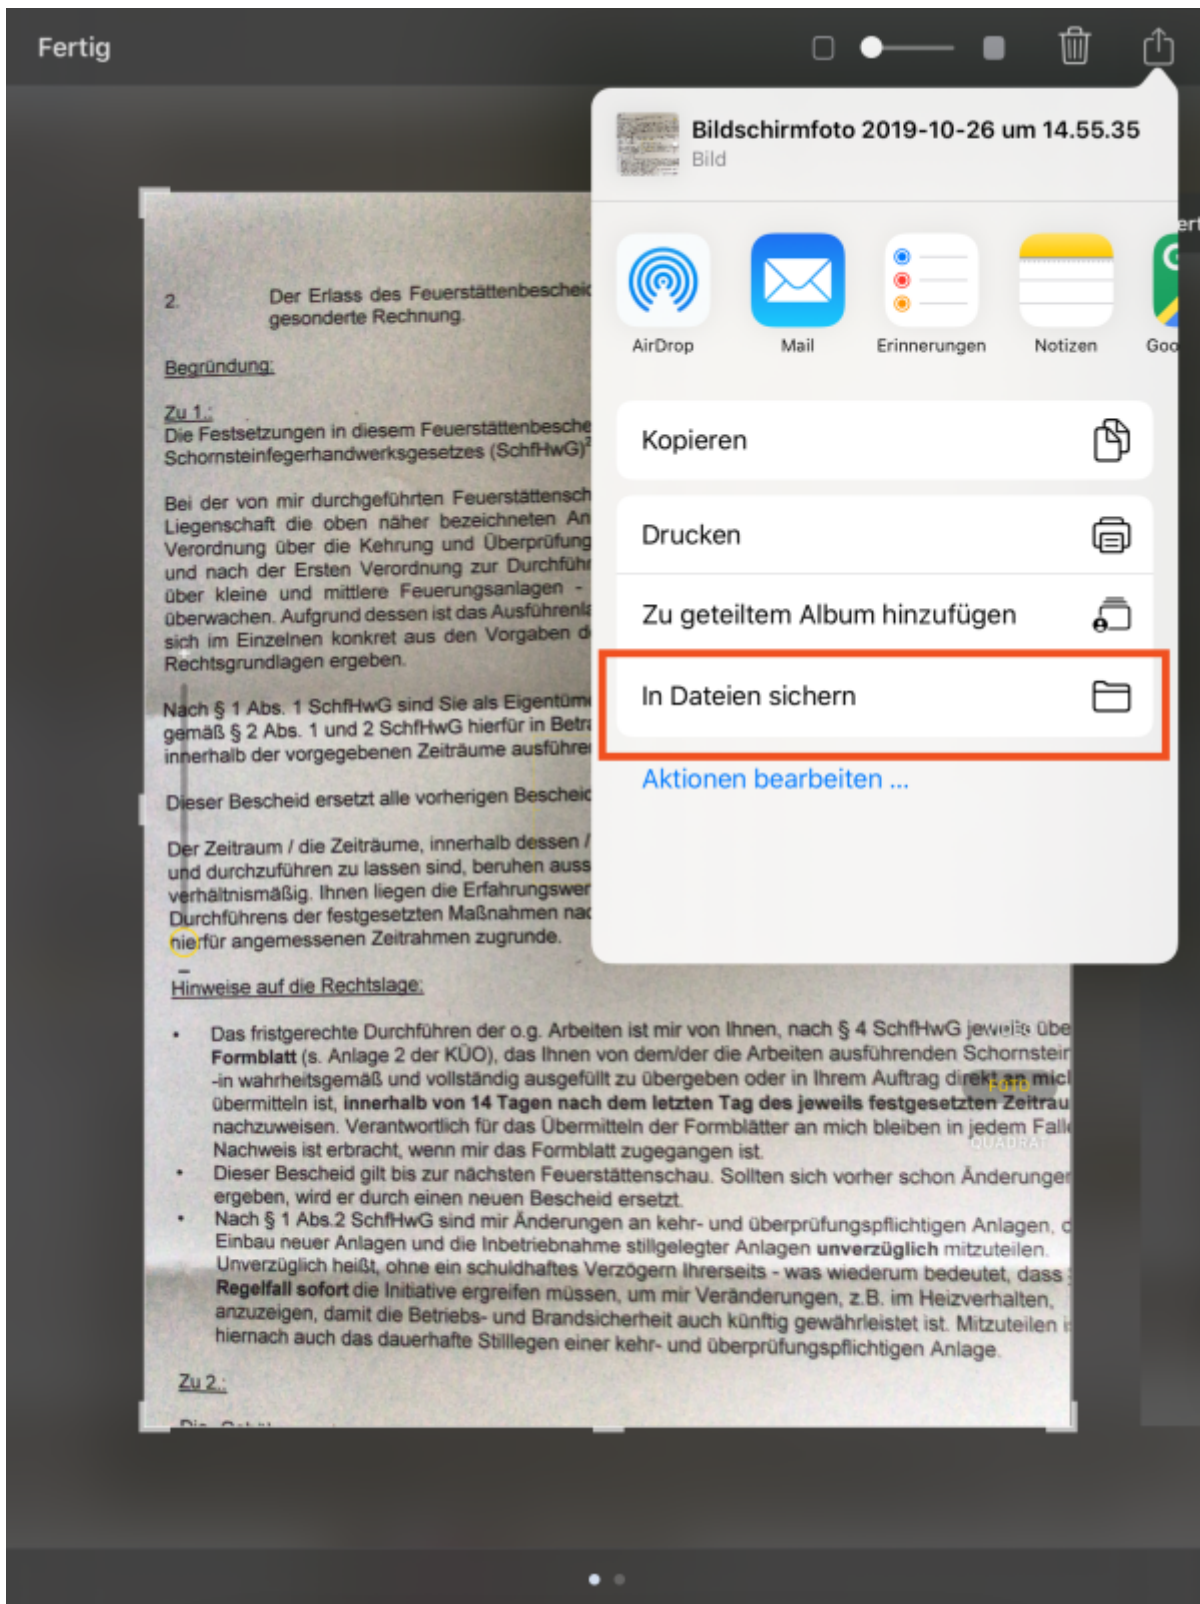 Fertig
Bildschirmfoto 2019-10-26 um 14.55.35
Bild
AirDrop
Mail
Erinnerungen
Notizen
Goo
Kopieren
Drucken
Zu geteiltem Album hinzufügen
In Dateien sichern
Aktionen bearbeiten ...
2. Der Erlass des Feuerstättenbescheid
gesonderte Rechnung.
Begründung:
Zu 1.:
Die Festsetzungen in diesem Feuerstättenbesche
Schornsteinfegerhandwerksgesetzes (SchfHwG)²
Bei der von mir durchgeführten Feuerstättensch
Liegenschaft die oben näher bezeichneten An
Verordnung über die Kehrung und Überprüfung
und nach der Ersten Verordnung zur Durchführ
über kleine und mittlere Feuerungsanlagen -
überwachen. Aufgrund dessen ist das Ausführenla
sich im Einzelnen konkret aus den Vorgaben d
Rechtsgrundlagen ergeben.
Nach § 1 Abs. 1 SchfHwG sind Sie als Eigentüme
gemäß § 2 Abs. 1 und 2 SchfHwG hierfür in Betra
innerhalb der vorgegebenen Zeiträume ausführe
Dieser Bescheid ersetzt alle vorherigen Bescheid
Der Zeitraum / die Zeiträume, innerhalb dessen /
und durchzuführen zu lassen sind, beruhen auss
verhältnismäßig. Ihnen liegen die Erfahrungswer
Durchführens der festgesetzten Maßnahmen nac
hierfür angemessenen Zeitrahmen zugrunde.
Hinweise auf die Rechtslage:
• Das fristgerechte Durchführen der o.g. Arbeiten ist mir von Ihnen, nach § 4 SchfHwG jeweils übe
Formblatt (s. Anlage 2 der KÜO), das Ihnen von dem/der die Arbeiten ausführenden Schornstein
-in wahrheitsgemäß und vollständig ausgefüllt zu übergeben oder in Ihrem Auftrag direkt an micl
übermitteln ist, innerhalb von 14 Tagen nach dem letzten Tag des jeweils festgesetzten Zeitrau
nachzuweisen. Verantwortlich für das Übermitteln der Formblätter an mich bleiben in jedem Falle
Nachweis ist erbracht, wenn mir das Formblatt zugegangen ist.
• Dieser Bescheid gilt bis zur nächsten Feuerstättenschau. Sollten sich vorher schon Änderunger
ergeben, wird er durch einen neuen Bescheid ersetzt.
• Nach § 1 Abs.2 SchfHwG sind mir Änderungen an kehr- und überprüfungspflichtigen Anlagen, d
Einbau neuer Anlagen und die Inbetriebnahme stillgelegter Anlagen unverzüglich mitzuteilen.
Unverzüglich heißt, ohne ein schuldhaftes Verzögern Ihrerseits - was wiederum bedeutet, dass
Regelfall sofort die Initiative ergreifen müssen, um mir Veränderungen, z.B. im Heizverhalten,
anzuzeigen, damit die Betriebs- und Brandsicherheit auch künftig gewährleistet ist. Mitzuteilen is
hiernach auch das dauerhafte Stilllegen einer kehr- und überprüfungspflichtigen Anlage.
FOTO
QUADRAT
Zu 2.: